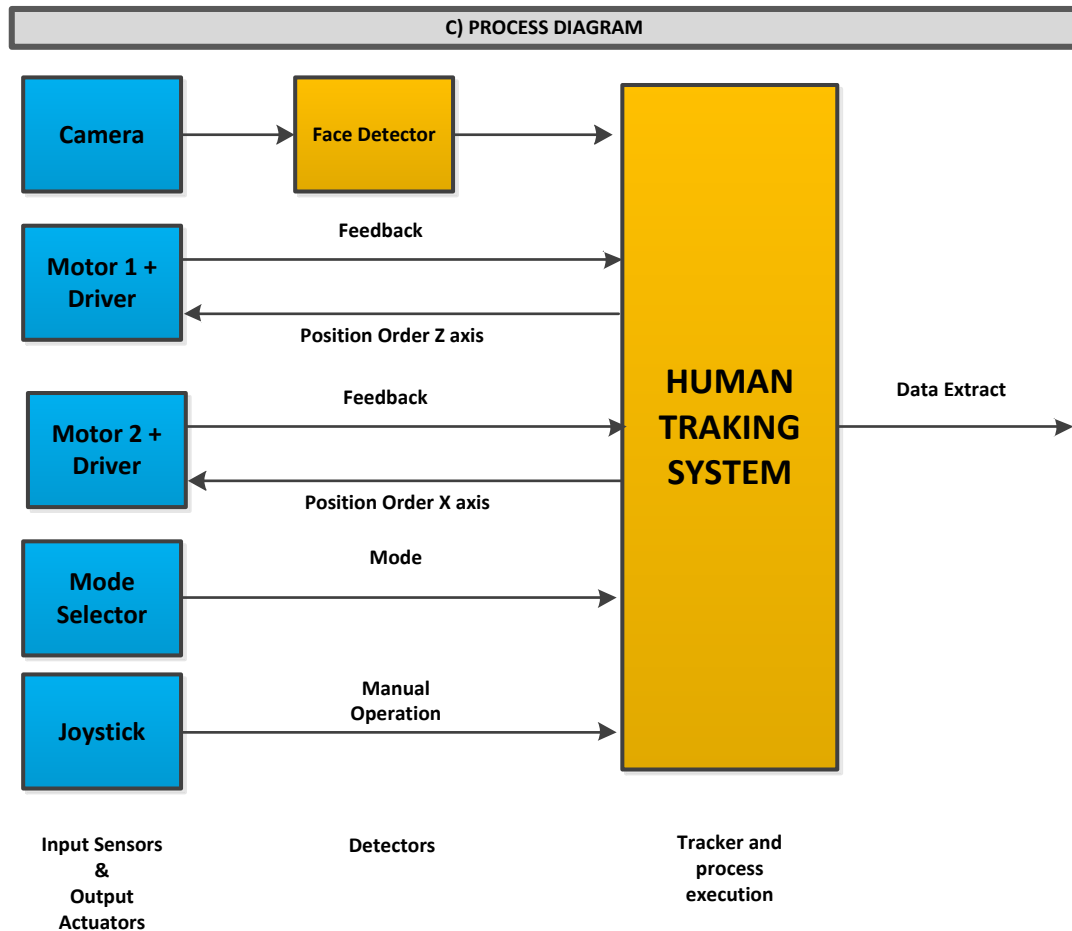 C) PROCESS DIAGRAM
Camera
Face Detector
Feedback
Motor 1 +
Driver
Position Order Z axis
Feedback
Motor 2 +
Driver
Position Order X axis
HUMAN
TRAKING
SYSTEM
Data Extract
Mode
Mode
Selector
Manual
Operation
Joystick
Input Sensors
&
Output
Actuators
Detectors
Tracker and
process
execution